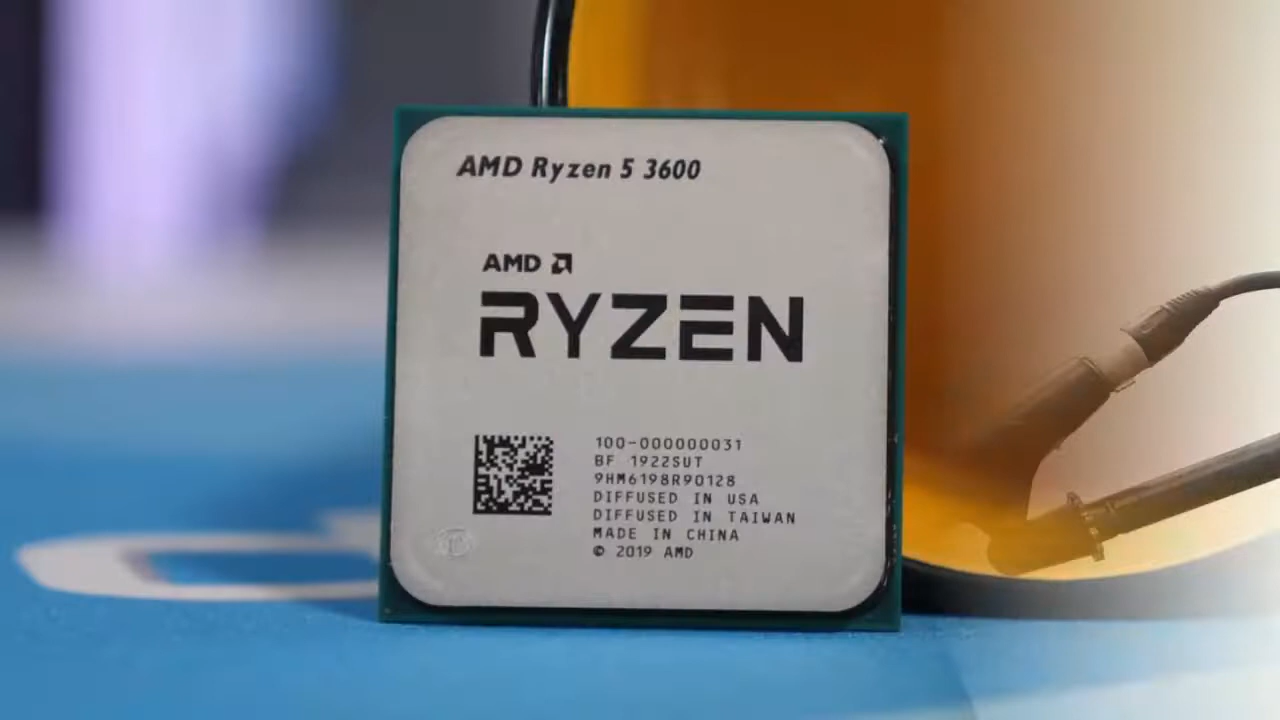 AMD Ryzen 5 3600
AMD
RYZEN
100-000000031
BF 1922SUT
9HM6198R90128
DIFFUSED IN USA
DIFFUSED IN TAIWAN
MADE IN CHINA
© 2019 AMD